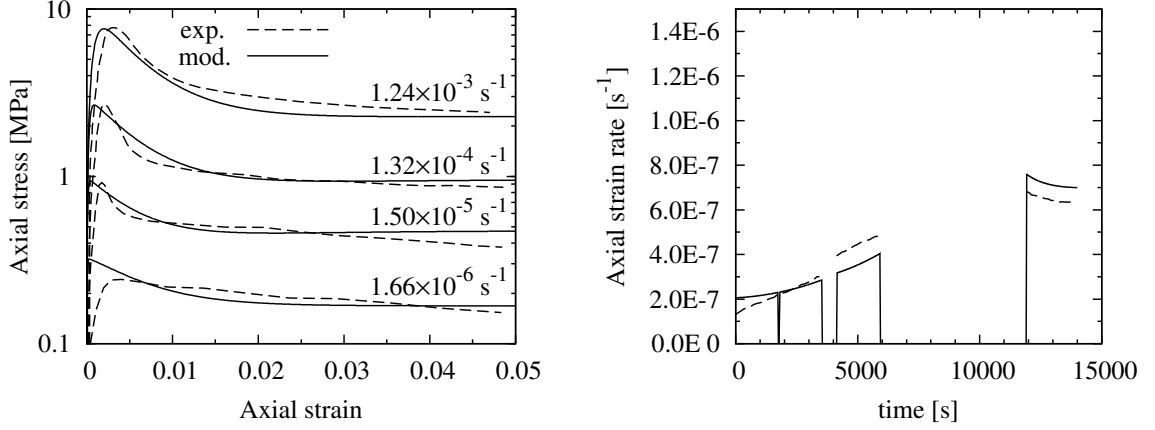 10
1
0.1
Axial stress [MPa]
exp.
mod.
1.24×10⁻³ s⁻¹
1.32×10⁻⁴ s⁻¹
1.50×10⁻⁵ s⁻¹
1.66×10⁻⁶ s⁻¹
0 0.01 0.02 0.03 0.04 0.05
Axial strain
Axial strain rate [s⁻¹]
1.4E-6
1.2E-6
1.0E-6
8.0E-7
6.0E-7
4.0E-7
2.0E-7
0.0E 0
0 5000 10000 15000
time [s]